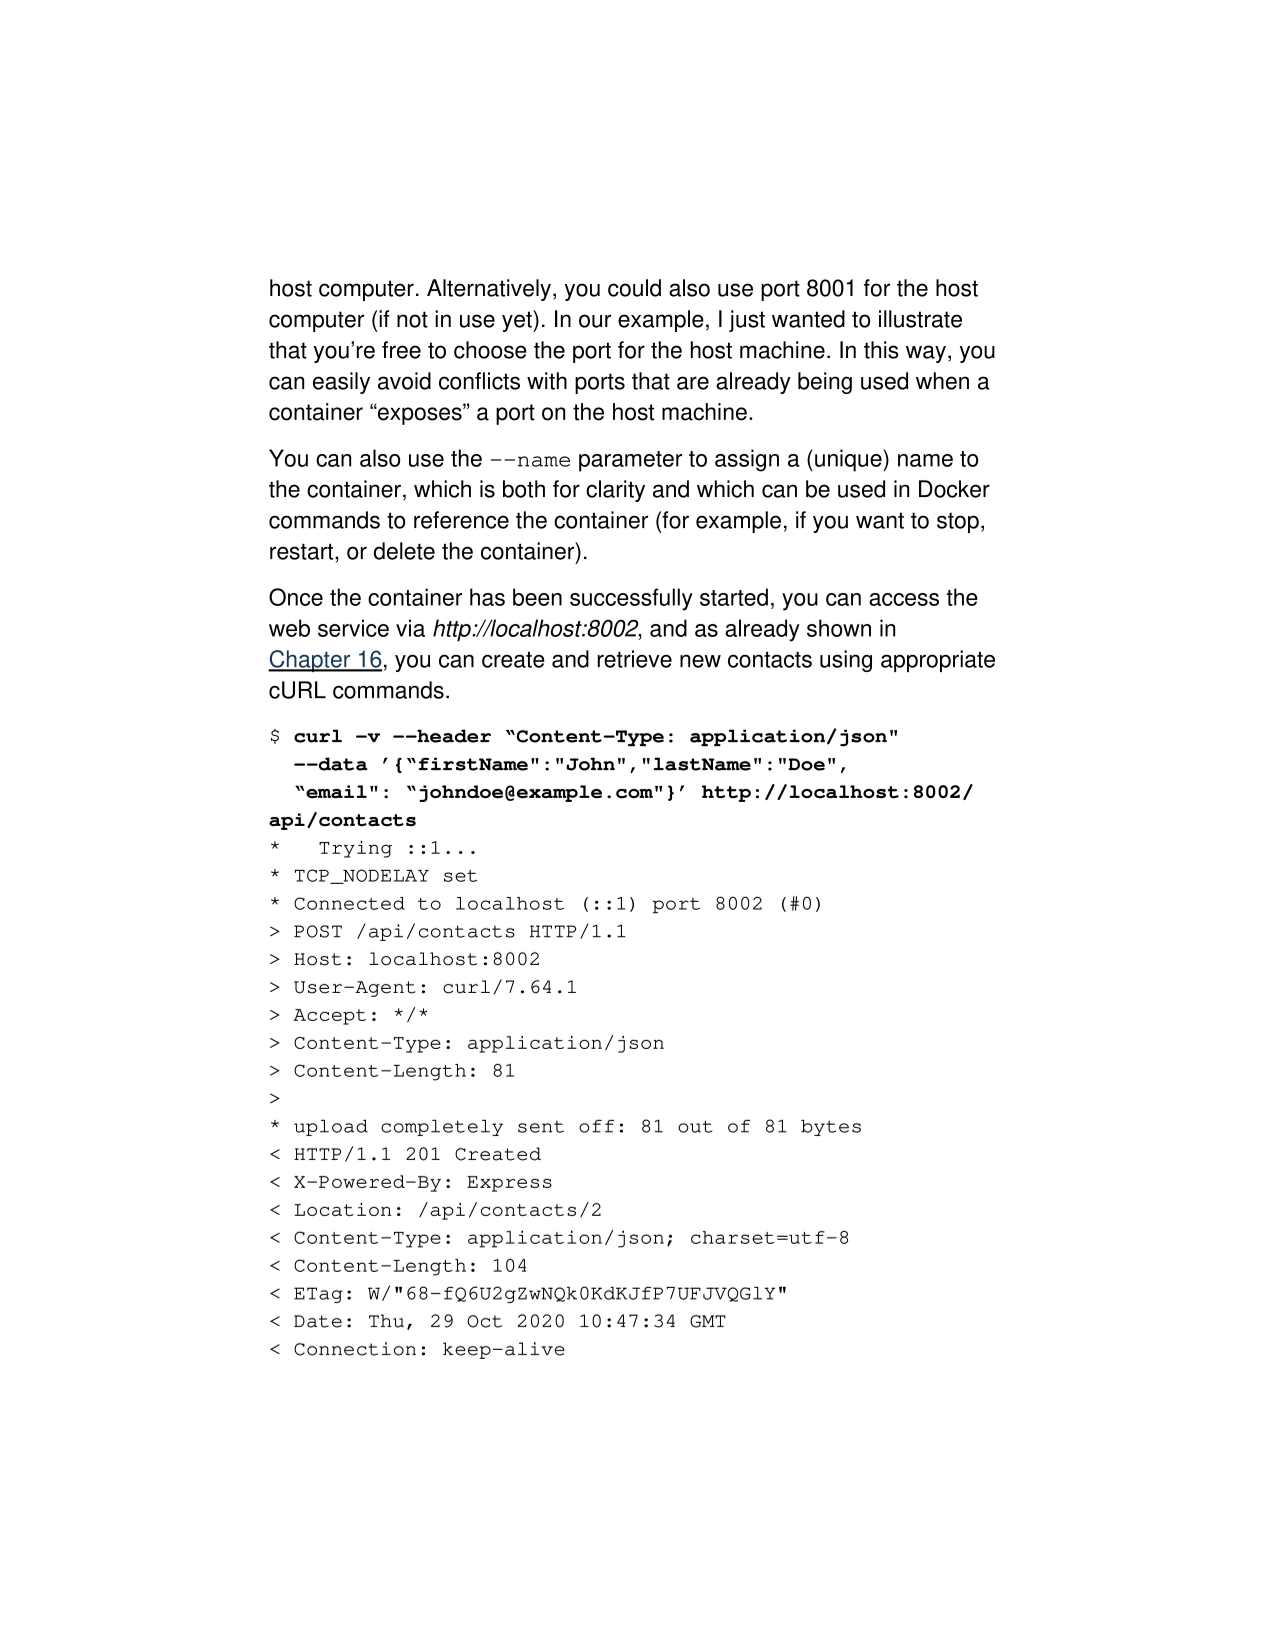 host computer. Alternatively, you could also use port 8001 for the host
computer (if not in use yet). In our example, I just wanted to illustrate
that you’re free to choose the port for the host machine. In this way, you
can easily avoid conflicts with ports that are already being used when a
container “exposes” a port on the host machine.
You can also use the --name parameter to assign a (unique) name to
the container, which is both for clarity and which can be used in Docker
commands to reference the container (for example, if you want to stop,
restart, or delete the container).
Once the container has been successfully started, you can access the
web service via http://localhost:8002, and as already shown in
Chapter 16, you can create and retrieve new contacts using appropriate
cURL commands.
$ curl -v --header “Content-Type: application/json"
--data ’{“firstName":"John","lastName":"Doe",
“email": “johndoe@example.com"}’ http://localhost:8002/
api/contacts
*   Trying ::1...
* TCP_NODELAY set
* Connected to localhost (::1) port 8002 (#0)
> POST /api/contacts HTTP/1.1
> Host: localhost:8002
> User-Agent: curl/7.64.1
> Accept: */*
> Content-Type: application/json
> Content-Length: 81
>
* upload completely sent off: 81 out of 81 bytes
< HTTP/1.1 201 Created
< X-Powered-By: Express
< Location: /api/contacts/2
< Content-Type: application/json; charset=utf-8
< Content-Length: 104
< ETag: W/"68-fQ6U2gZwNQk0KdKJfP7UFJVQGlY"
< Date: Thu, 29 Oct 2020 10:47:34 GMT
< Connection: keep-alive